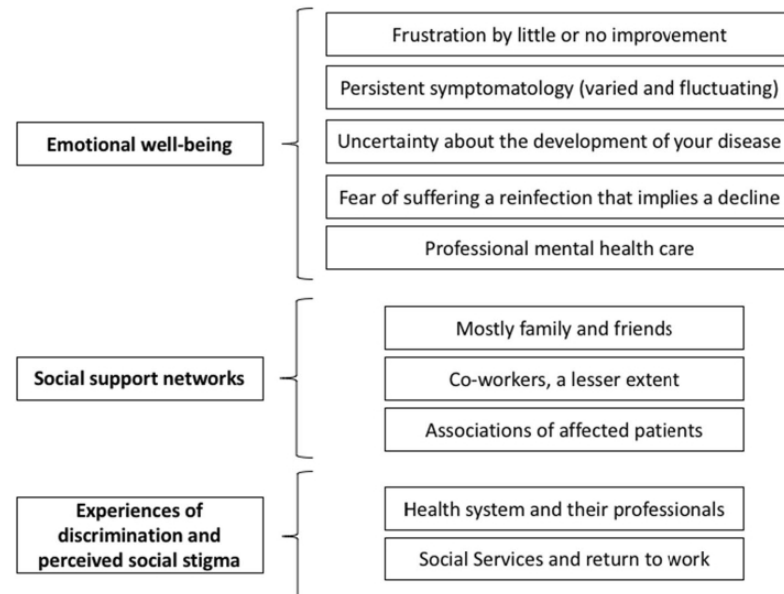 Emotional well-being
Frustration by little or no improvement
Persistent symptomatology (varied and fluctuating)
Uncertainty about the development of your disease
Fear of suffering a reinfection that implies a decline
Professional mental health care
Social support networks
Mostly family and friends
Co-workers, a lesser extent
Associations of affected patients
Experiences of
discrimination and
perceived social stigma
Health system and their professionals
Social Services and return to work